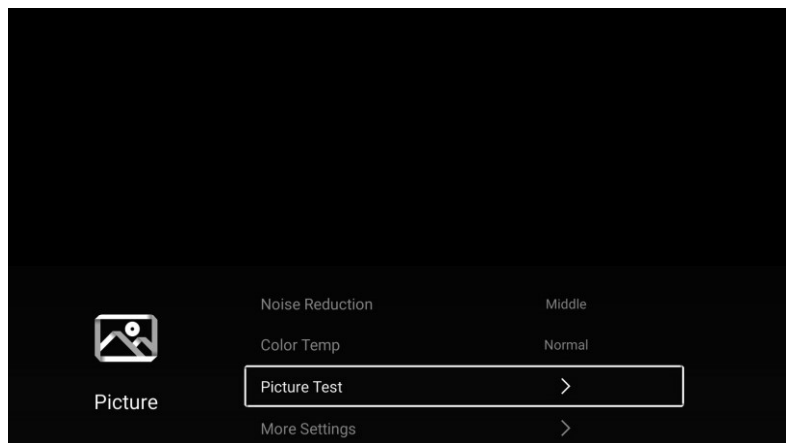 Noise Reduction Middle
Color Temp Normal
Picture Test
Picture
More Settings